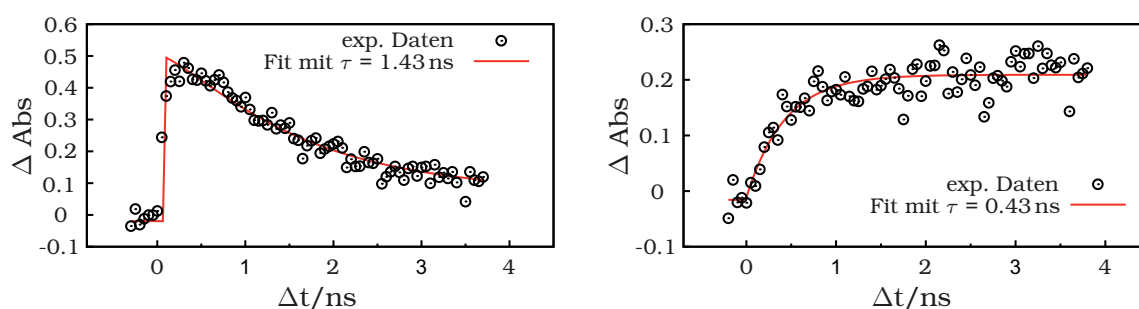 Δ Abs
0.6
0.5
0.4
0.3
0.2
0.1
0
-0.1
exp. Daten
Fit mit τ = 1.43 ns
0 1 2 3 4
Δt/ns
Δ Abs
0.3
0.2
0.1
0
-0.1
exp. Daten
Fit mit τ = 0.43 ns
0 1 2 3 4
Δt/ns